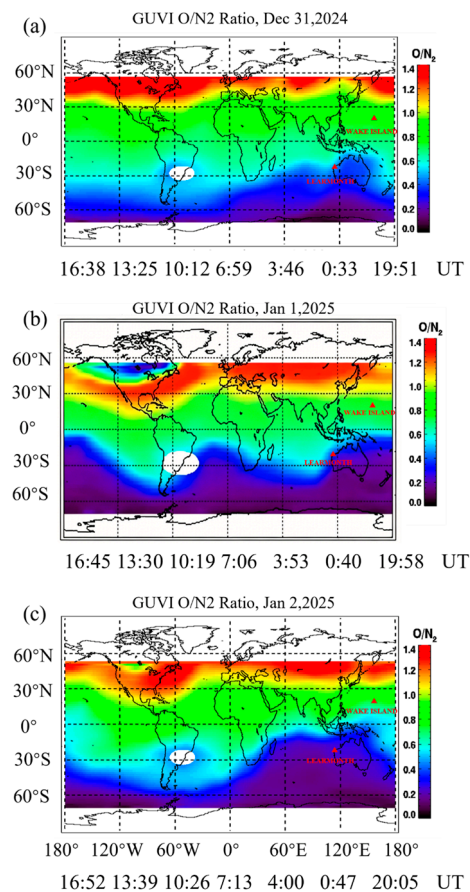 (a)
GUVI O/N2 Ratio, Dec 31,2024
O/N2
60°N
30°N
0°
30°S
60°S
WAKE ISLAND
LEARMONTH
1.4
1.2
1.0
0.8
0.6
0.4
0.2
0.0
16:38 13:25 10:12 6:59 3:46 0:33 19:51 UT
(b)
GUVI O/N2 Ratio, Jan 1,2025
O/N2
60°N
30°N
0°
30°S
60°S
WAKE ISLAND
LEARMONTH
1.4
1.2
1.0
0.8
0.6
0.4
0.2
0.0
16:45 13:30 10:19 7:06 3:53 0:40 19:58 UT
(c)
GUVI O/N2 Ratio, Jan 2,2025
O/N2
60°N
30°N
0°
30°S
60°S
WAKE ISLAND
LEARMONTH
1.4
1.2
1.0
0.8
0.6
0.4
0.2
0.0
180° 120°W 60°W 0° 60°E 120°E 180°
16:52 13:39 10:26 7:13 4:00 0:47 20:05 UT